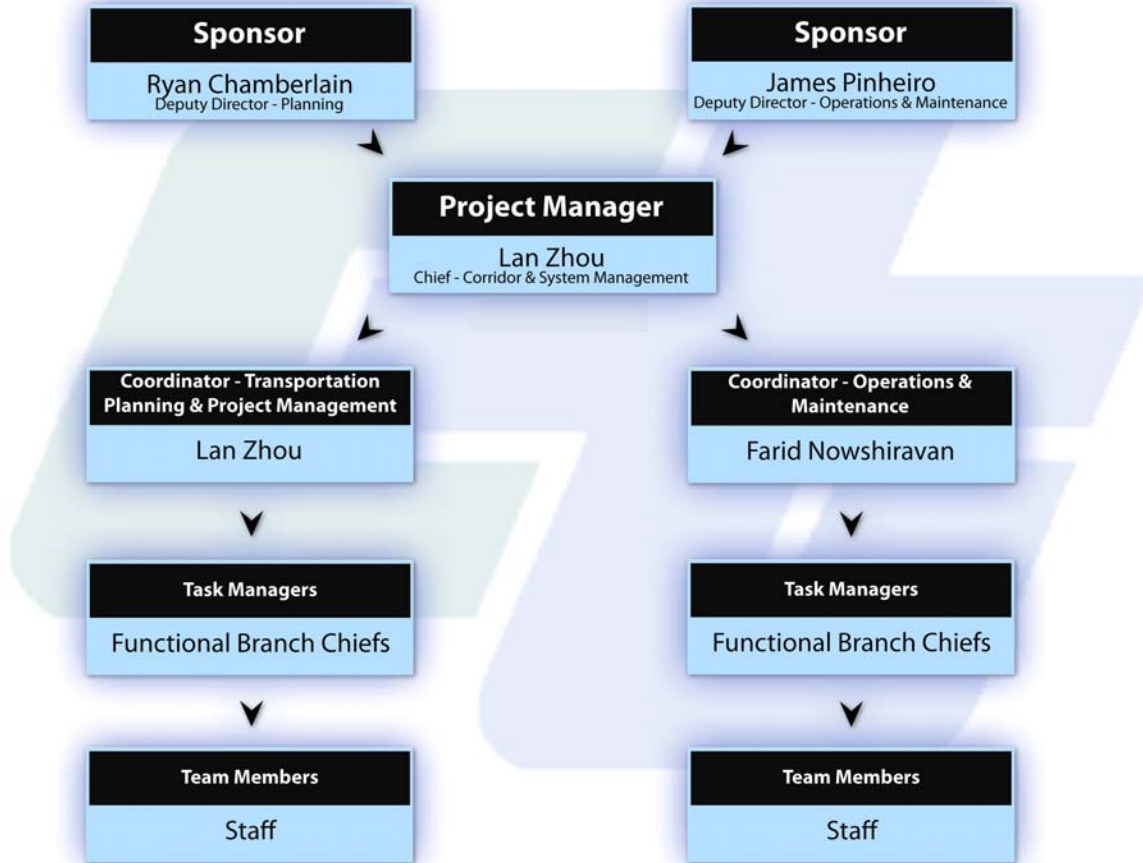 Sponsor
Ryan Chamberlain
Deputy Director - Planning
Sponsor
James Pinheiro
Deputy Director - Operations & Maintenance
Project Manager
Lan Zhou
Chief - Corridor & System Management
Coordinator - Transportation
Planning & Project Management
Lan Zhou
Coordinator - Operations &
Maintenance
Farid Nowshiravan
Task Managers
Functional Branch Chiefs
Task Managers
Functional Branch Chiefs
Team Members
Staff
Team Members
Staff